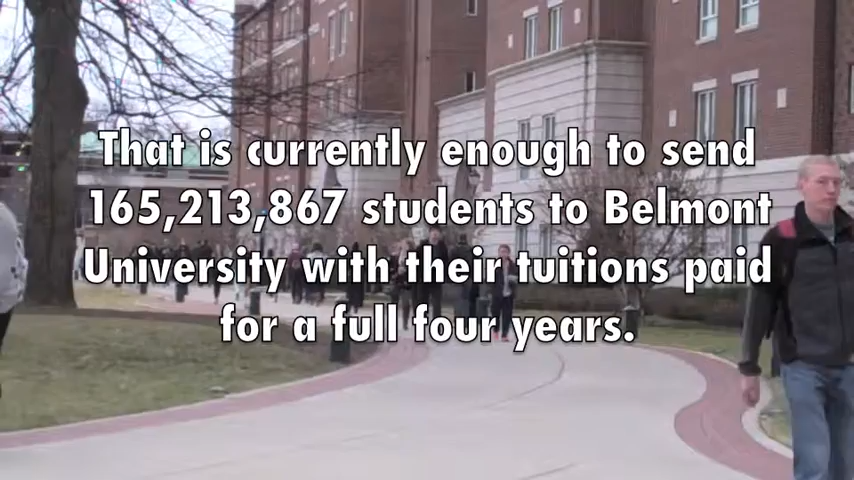 That is currently enough to send
165,213,867 students to Belmont
University with their tuitions paid
for a full four years.